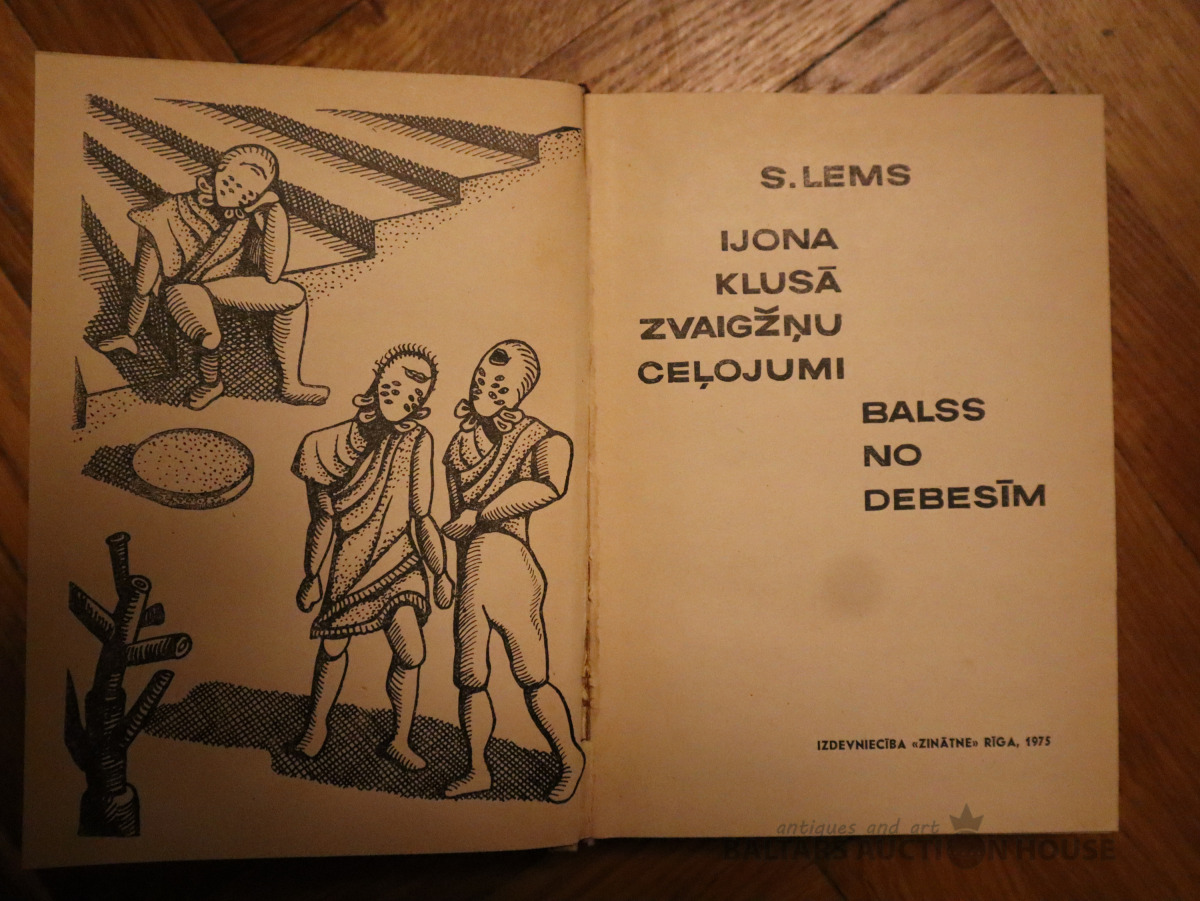 S. LEMS
IJONA
KLUSĀ
ZVAIGŽŅU
CEĻOJUMI
BALSS
NO
DEBESĪM
IZDEVNIECĪBA «ZINĀTNE» RĪGA, 1975
antiques and art
BALTARS AUCTION HOUSE